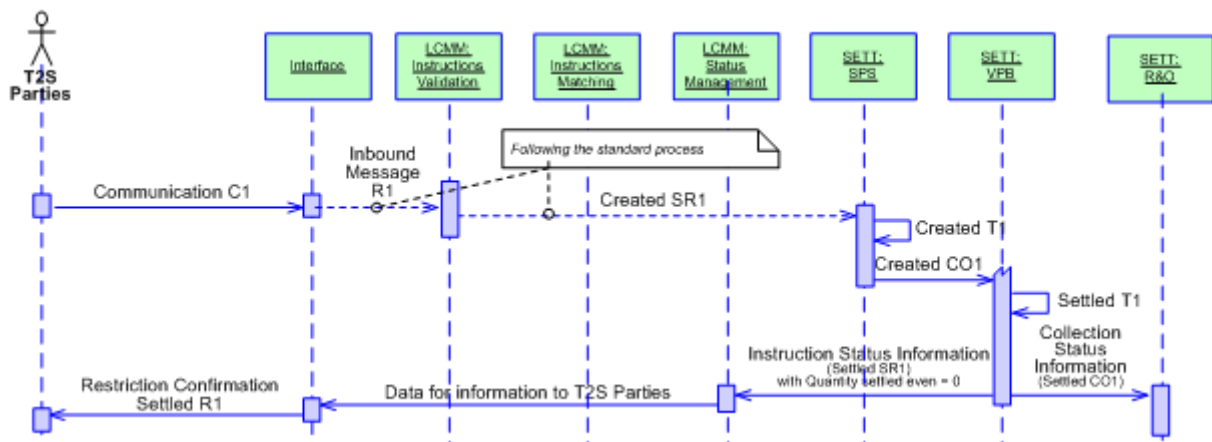 T2S
Parties
Interface
LCMM:
Instructions
Validation
LCMM:
Instructions
Matching
LCMM:
Status
Management
SETT:
SPS
SETT:
VPB
SETT:
R&O
Following the standard process
Inbound
Message
R1
Communication C1
Created SR1
Created T1
Created CO1
Settled T1
Collection
Status
Information
(Settled CO1)
Instruction Status Information
(Settled SR1)
with Quantity settled even = 0
Data for information to T2S Parties
Restriction Confirmation
Settled R1